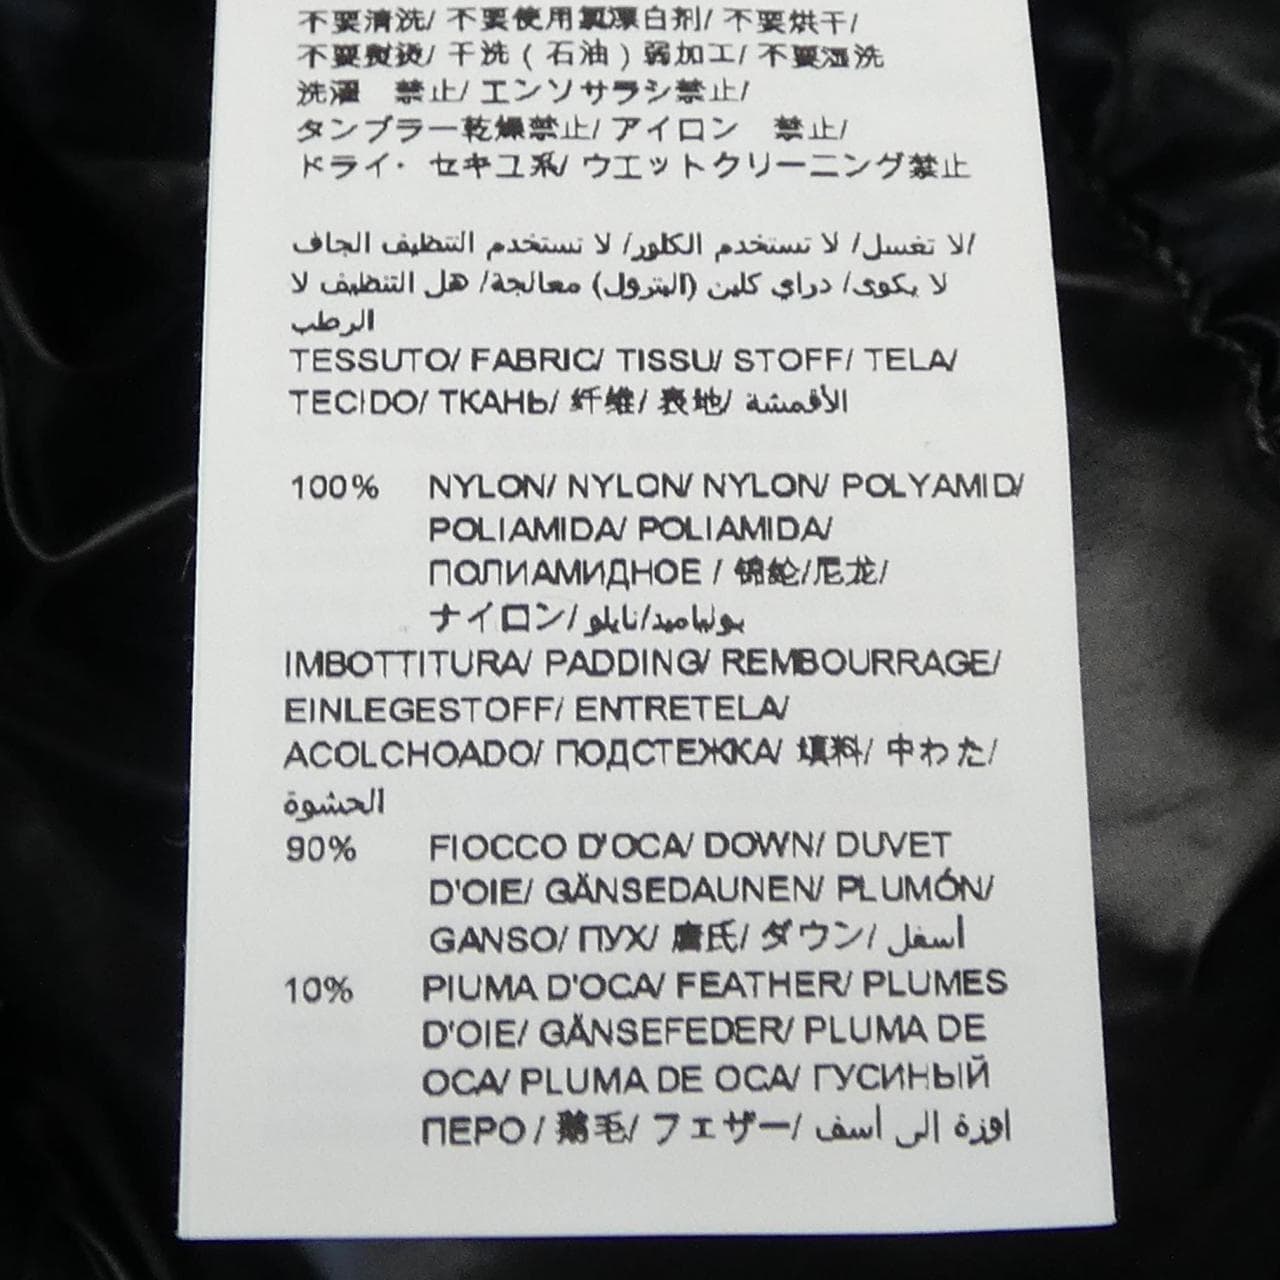 不要清洗/ 不要使用氯漂白剂/ 不要烘干/
不要熨烫/ 干洗 ( 石油 ) 弱加工/ 不要湿洗
洗濯　禁止/ エンソサラシ禁止/
タンブラー乾燥禁止/ アイロン　禁止/
ドライ・ セキユ系/ ウエットクリーニング禁止
لا تغسل/ لا تستخدم الكلور/ لا تستخدم التنظيف الجاف/
لا يكوى/ دراي كلين (البترول) معالجة/ هل التنظيف لا
الرطب
TESSUTO/ FABRIC/ TISSU/ STOFF/ TELA/
TECIDO/ ТКАНЬ/ 纤维/ 表地/ الأقمشة
100% NYLON/ NYLON/ NYLON/ POLYAMID/
POLIAMIDA/ POLIAMIDA/
ПОЛИАМИДНОЕ / 锦纶/尼龙/
ナイロン/ بوليامید/نايلو
IMBOTTITURA/ PADDING/ REMBOURRAGE/
EINLEGESTOFF/ ENTRETELA/
ACOLCHOADO/ ПОДСТЕЖКА/ 填料/ 中わた/
الحشوة
90% FIOCCO D'OCA/ DOWN/ DUVET
D'OIE/ GÄNSEDAUNEN/ PLUMÓN/
GANSO/ ПУХ/ 唐氏/ ダウン/ أسفل
10% PIUMA D'OCA/ FEATHER/ PLUMES
D'OIE/ GÄNSEFEDER/ PLUMA DE
OCA/ PLUMA DE OCA/ ГУСИНЫЙ
ПЕРО / 鹅毛/ フェザー/ اوزة الى أسف